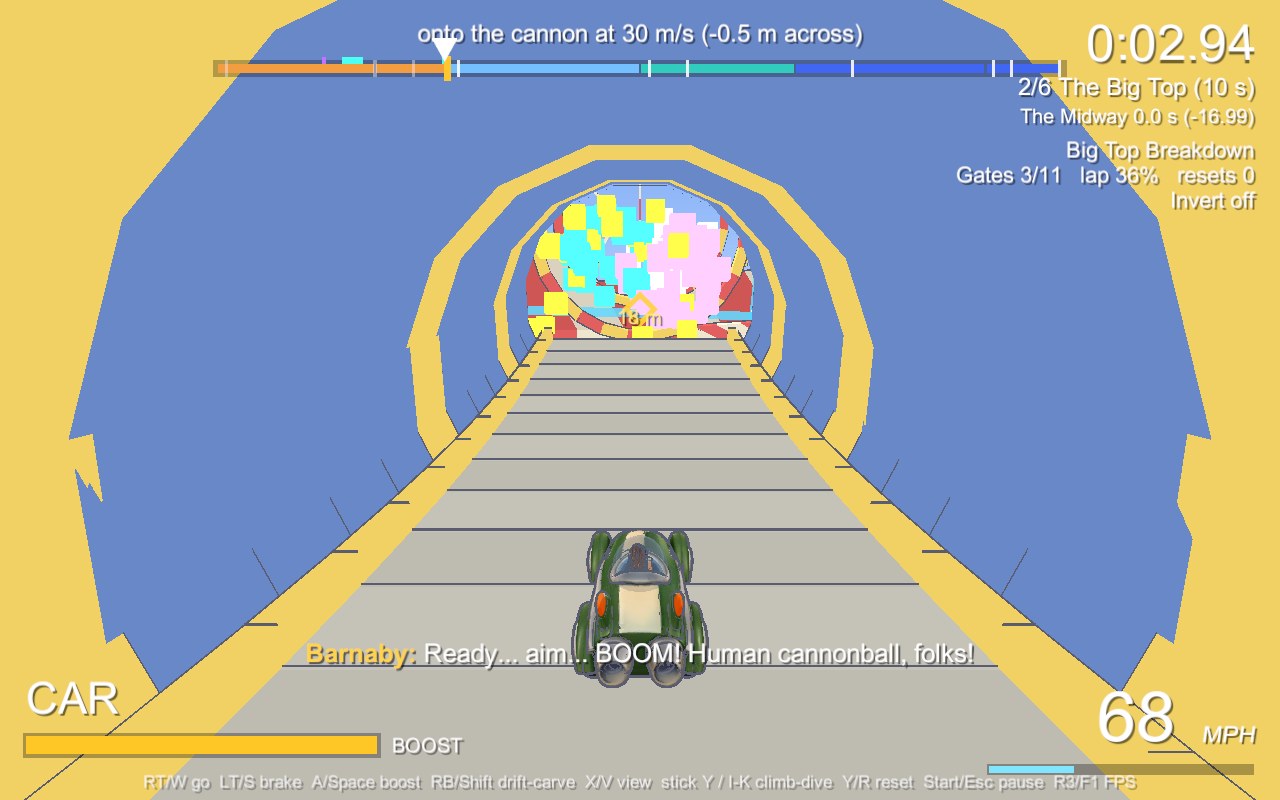 onto the cannon at 30 m/s (-0.5 m across)
0:02.94
2/6 The Big Top (10 s)
The Midway 0.0 s (-16.99)
Big Top Breakdown
Gates 3/11 lap 36% resets 0
Invert off
18 m
Barnaby: Ready... aim... BOOM! Human cannonball, folks!
CAR
BOOST
68 MPH
RT/W go LT/S brake A/Space boost RB/Shift drift-carve X/V view stick Y / I-K climb-dive Y/R reset Start/Esc pause R3/F1 FPS